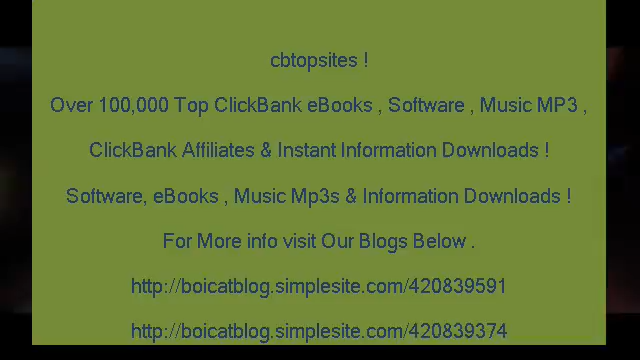 cbtopsites !
Over 100,000 Top ClickBank eBooks , Software , Music MP3 ,
ClickBank Affiliates & Instant Information Downloads !
Software, eBooks , Music Mp3s & Information Downloads !
For More info visit Our Blogs Below .
http://boicatblog.simplesite.com/420839591
http://boicatblog.simplesite.com/420839374